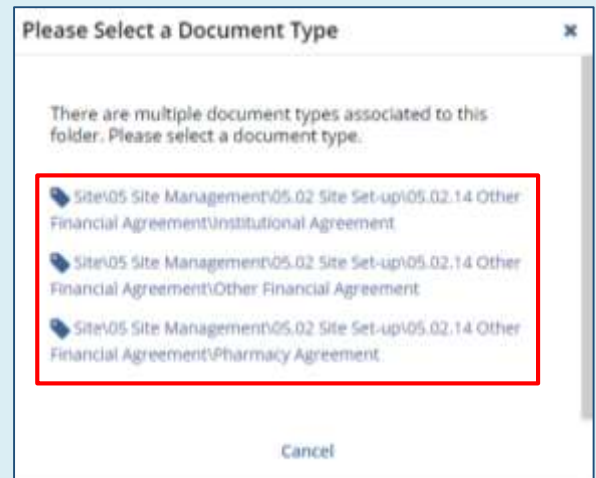 Please Select a Document Type ×
There are multiple document types associated to this
folder. Please select a document type.
Site\05 Site Management\05.02 Site Set-up\05.02.14 Other
Financial Agreement\Institutional Agreement
Site\05 Site Management\05.02 Site Set-up\05.02.14 Other
Financial Agreement\Other Financial Agreement
Site\05 Site Management\05.02 Site Set-up\05.02.14 Other
Financial Agreement\Pharmacy Agreement
Cancel